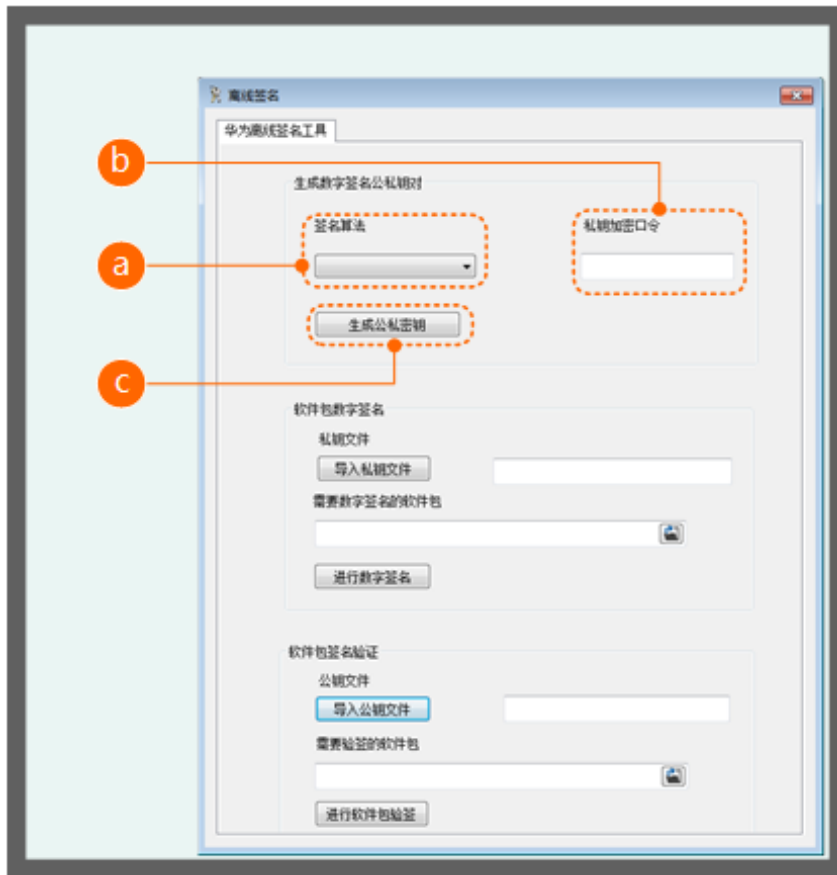 离线签名
华为离线签名工具
b
生成数字签名公私钥对
签名算法
私钥加密口令
a
生成公私密钥
c
软件包数字签名
私钥文件
导入私钥文件
需要数字签名的软件包
进行数字签名
软件包签名验证
公钥文件
导入公钥文件
需要验签的软件包
进行软件包验签